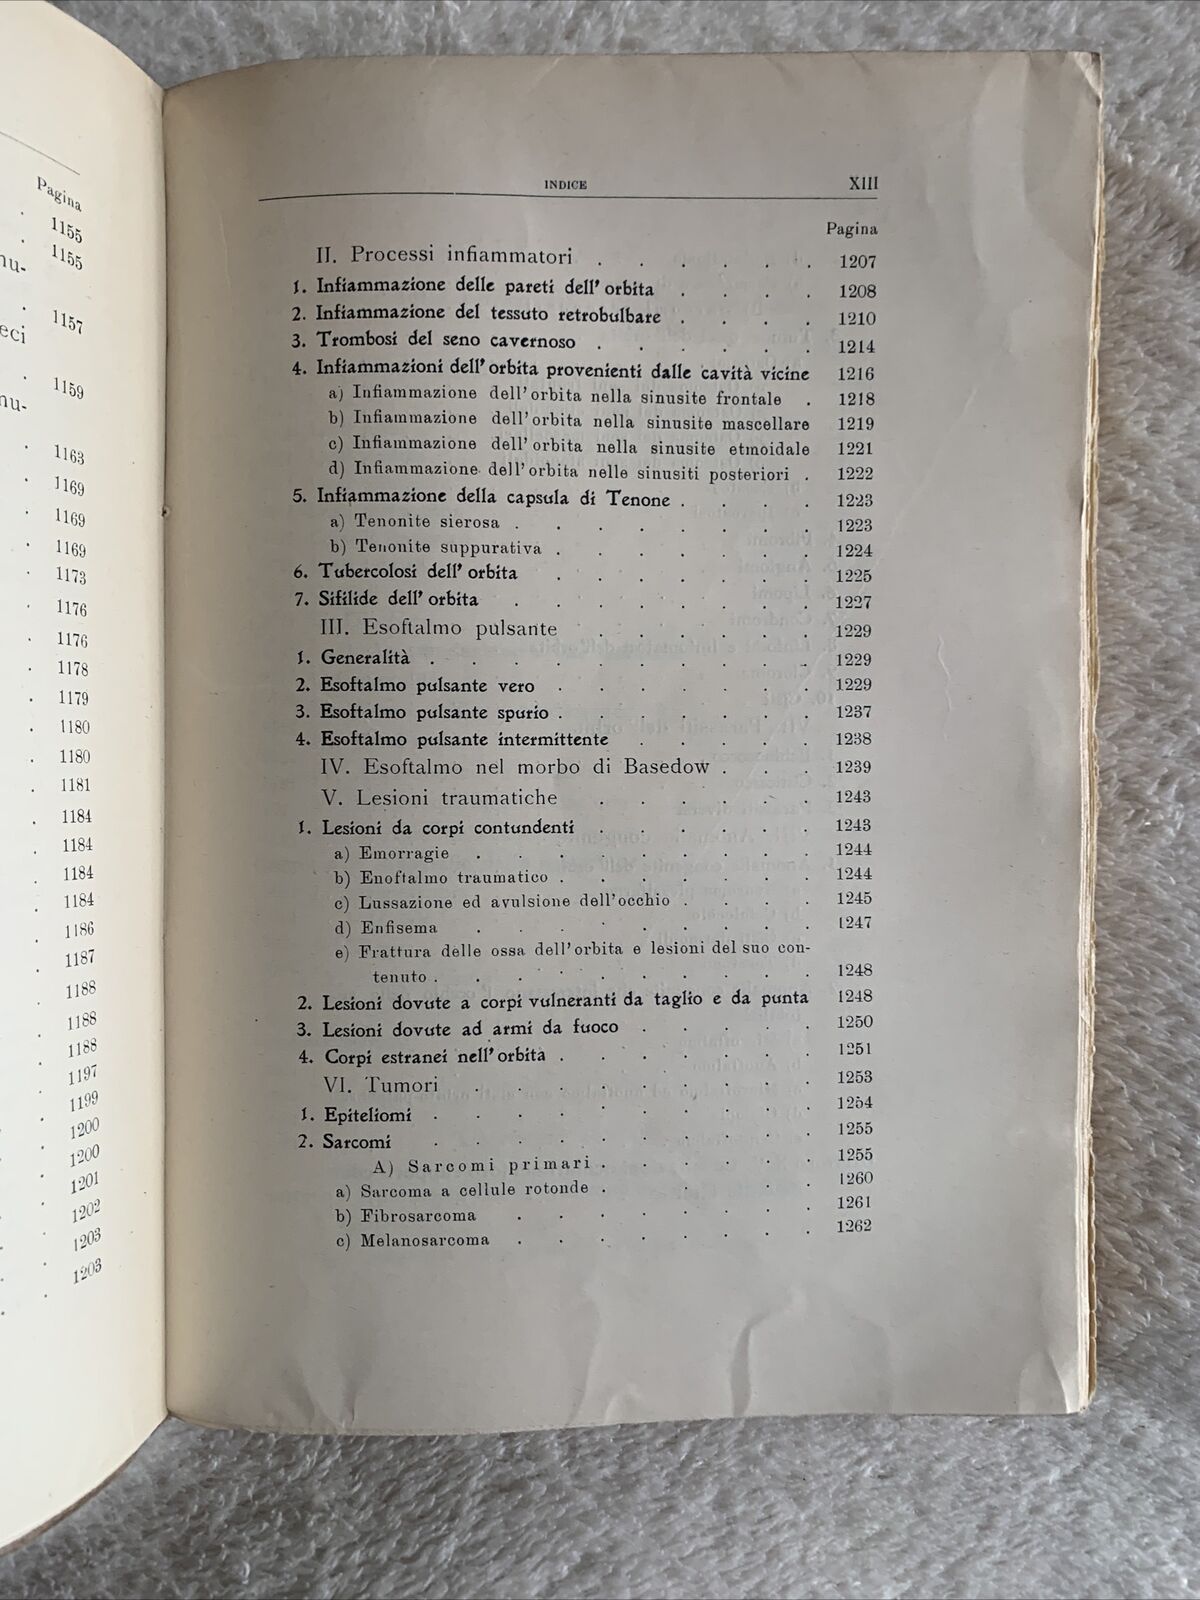 Pagina
1155
1155
nu-
1157
eci
1159
nu-
1163
1169
1169
1169
1173
1176
1176
1178
1179
1180
1180
1181
1184
1184
1184
1184
1186
1187
1188
1188
1188
1197
1199
1200
1200
1201
1202
1203
1203
INDICE XIII
Pagina
II. Processi infiammatori . . . . . . 1207
1. Infiammazione delle pareti dell'orbita . . . . 1208
2. Infiammazione del tessuto retrobulbare . . . . 1210
3. Trombosi del seno cavernoso . . . . . . 1214
4. Infiammazioni dell'orbita provenienti dalle cavità vicine 1216
a) Infiammazione dell'orbita nella sinusite frontale . 1218
b) Infiammazione dell'orbita nella sinusite mascellare 1219
c) Infiammazione dell'orbita nella sinusite etmoidale 1221
d) Infiammazione dell'orbita nelle sinusiti posteriori . 1222
5. Infiammazione della capsula di Tenone . . . . 1223
a) Tenonite sierosa . . . . . . . . 1223
b) Tenonite suppurativa . . . . . . . 1224
6. Tubercolosi dell'orbita . . . . . . . 1225
7. Sifilide dell'orbita . . . . . . . . 1227
III. Esoftalmo pulsante . . . . . . 1229
1. Generalità . . . . . . . . . . 1229
2. Esoftalmo pulsante vero . . . . . . . 1229
3. Esoftalmo pulsante spurio . . . . . . . 1237
4. Esoftalmo pulsante intermittente . . . . . 1238
IV. Esoftalmo nel morbo di Basedow . . . 1239
V. Lesioni traumatiche . . . . . . 1243
1. Lesioni da corpi contundenti . . . . . . 1243
a) Emorragie . . . . . . . . . 1244
b) Enoftalmo traumatico . . . . . . . 1244
c) Lussazione ed avulsione dell'occhio . . . . 1245
d) Enfisema . . . . . . . . . 1247
e) Frattura delle ossa dell'orbita e lesioni del suo con-
tenuto . . . . . . . . . . 1248
2. Lesioni dovute a corpi vulneranti da taglio e da punta 1248
3. Lesioni dovute ad armi da fuoco . . . . . 1250
4. Corpi estranei nell'orbita . . . . . . . 1251
VI. Tumori . . . . . . . . . 1253
1. Epiteliomi . . . . . . . . . . 1254
2. Sarcomi . . . . . . . . . . 1255
A) Sarcomi primari . . . . . . 1255
a) Sarcoma a cellule rotonde . . . . . 1260
b) Fibrosarcoma . . . . . . . . 1261
c) Melanosarcoma . . . . . . . . 1262